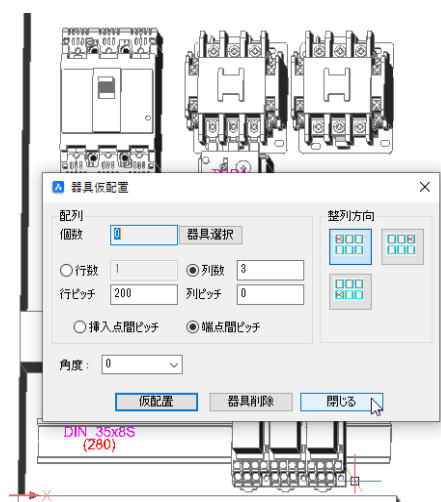 器具仮配置
配列
個数 0 器具選択
行数 1 列数 3
行ピッチ 200 列ピッチ 0
挿入点間ピッチ 端点間ピッチ
角度： 0
整列方向
仮配置 器具削除 閉じる
DIN_35x8S
(280)
X